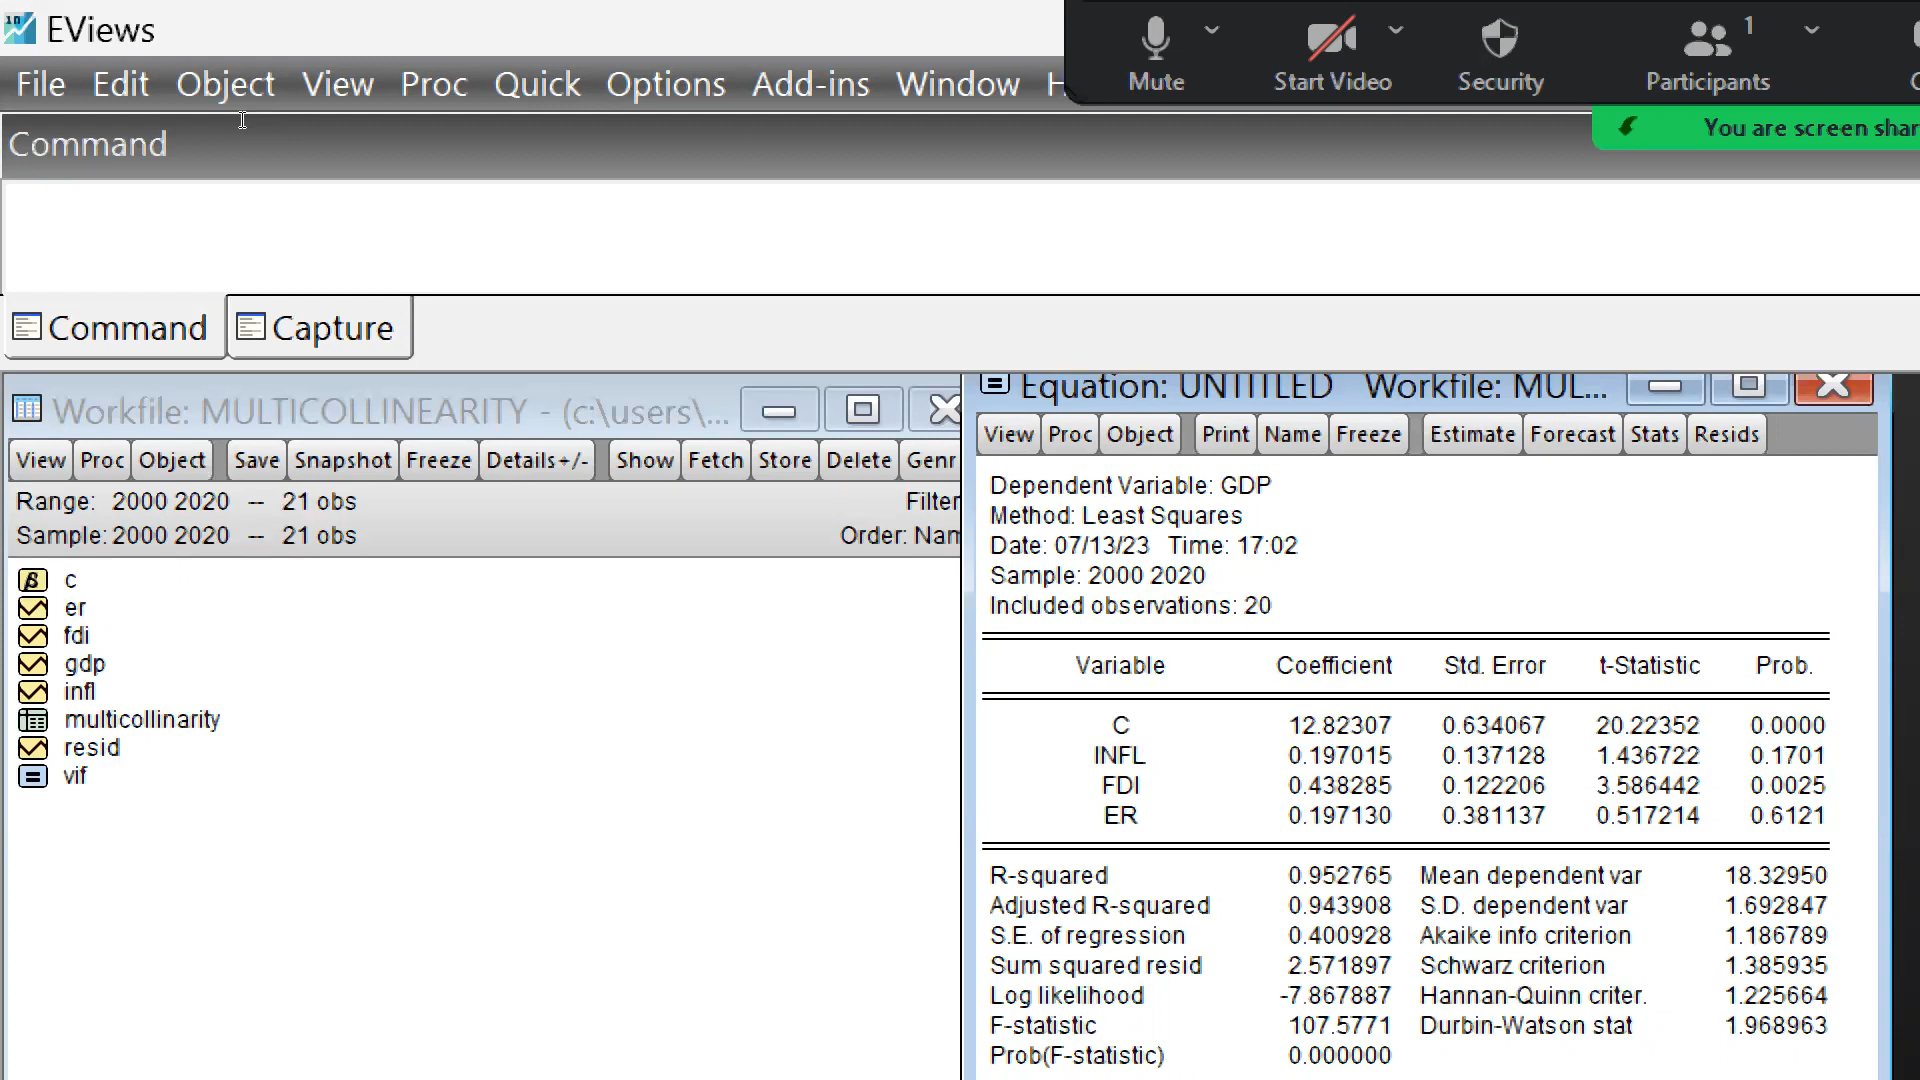 EViews
File Edit Object View Proc Quick Options Add-ins Window
Mute Start Video Security 1 Participants
You are screen shar
Command
Command Capture
Workfile: MULTICOLLINEARITY - (c:\users\...
View Proc Object Save Snapshot Freeze Details+/- Show Fetch Store Delete Genr
Range: 2000 2020 -- 21 obs Filter
Sample: 2000 2020 -- 21 obs Order: Nam
c
er
fdi
gdp
infl
multicollinarity
resid
vif
Equation: UNTITLED Workfile: MUL...
View Proc Object Print Name Freeze Estimate Forecast Stats Resids
Dependent Variable: GDP
Method: Least Squares
Date: 07/13/23 Time: 17:02
Sample: 2000 2020
Included observations: 20
Variable Coefficient Std. Error t-Statistic Prob.
C 12.82307 0.634067 20.22352 0.0000
INFL 0.197015 0.137128 1.436722 0.1701
FDI 0.438285 0.122206 3.586442 0.0025
ER 0.197130 0.381137 0.517214 0.6121
R-squared 0.952765 Mean dependent var 18.32950
Adjusted R-squared 0.943908 S.D. dependent var 1.692847
S.E. of regression 0.400928 Akaike info criterion 1.186789
Sum squared resid 2.571897 Schwarz criterion 1.385935
Log likelihood -7.867887 Hannan-Quinn criter. 1.225664
F-statistic 107.5771 Durbin-Watson stat 1.968963
Prob(F-statistic) 0.000000